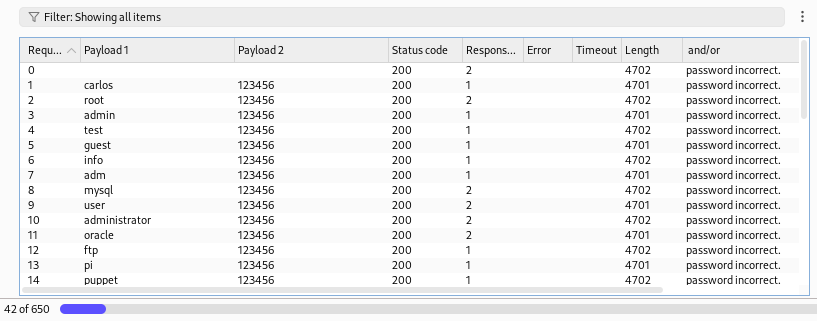 Filter: Showing all items
Requ... Payload 1 Payload 2 Status code Respons... Error Timeout Length and/or
0 200 2 4702 password incorrect.
1 carlos 123456 200 1 4701 password incorrect.
2 root 123456 200 2 4702 password incorrect.
3 admin 123456 200 1 4701 password incorrect.
4 test 123456 200 1 4702 password incorrect.
5 guest 123456 200 1 4701 password incorrect.
6 info 123456 200 1 4702 password incorrect.
7 adm 123456 200 1 4701 password incorrect.
8 mysql 123456 200 2 4702 password incorrect.
9 user 123456 200 2 4701 password incorrect.
10 administrator 123456 200 2 4702 password incorrect.
11 oracle 123456 200 2 4701 password incorrect.
12 ftp 123456 200 1 4702 password incorrect.
13 pi 123456 200 1 4701 password incorrect.
14 puppet 123456 200 1 4702 password incorrect.
42 of 650